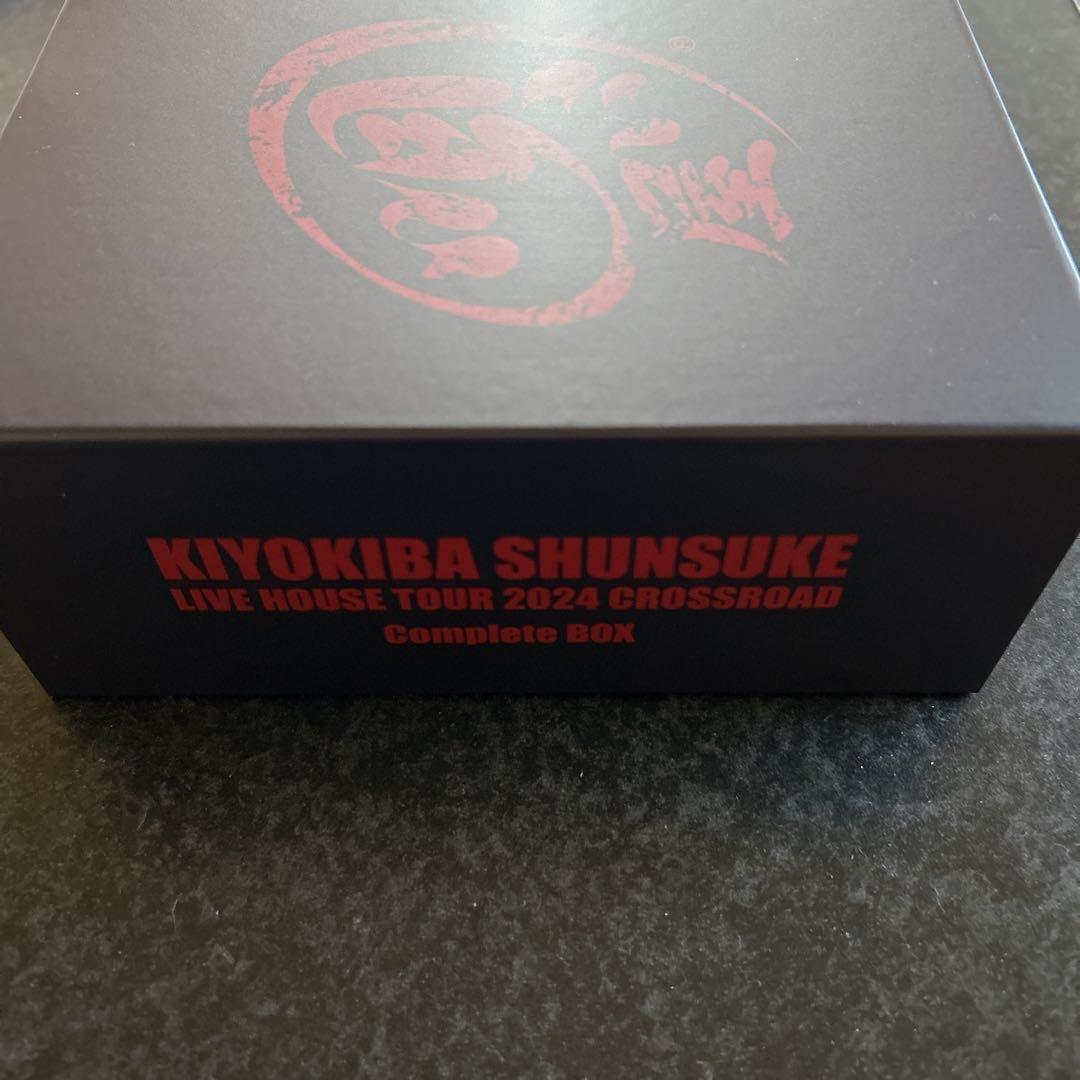 KIYOKIBA SHUNSUKE
LIVE HOUSE TOUR 2024 CROSSROAD
Complete BOX